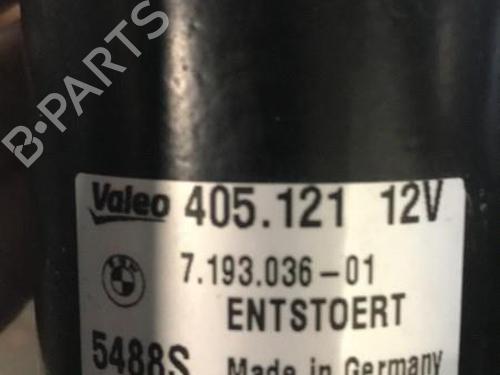 B-PARTS
Valeo 405.121 12V
7.193.036-01
ENTSTOERT
5488S Made in Germany